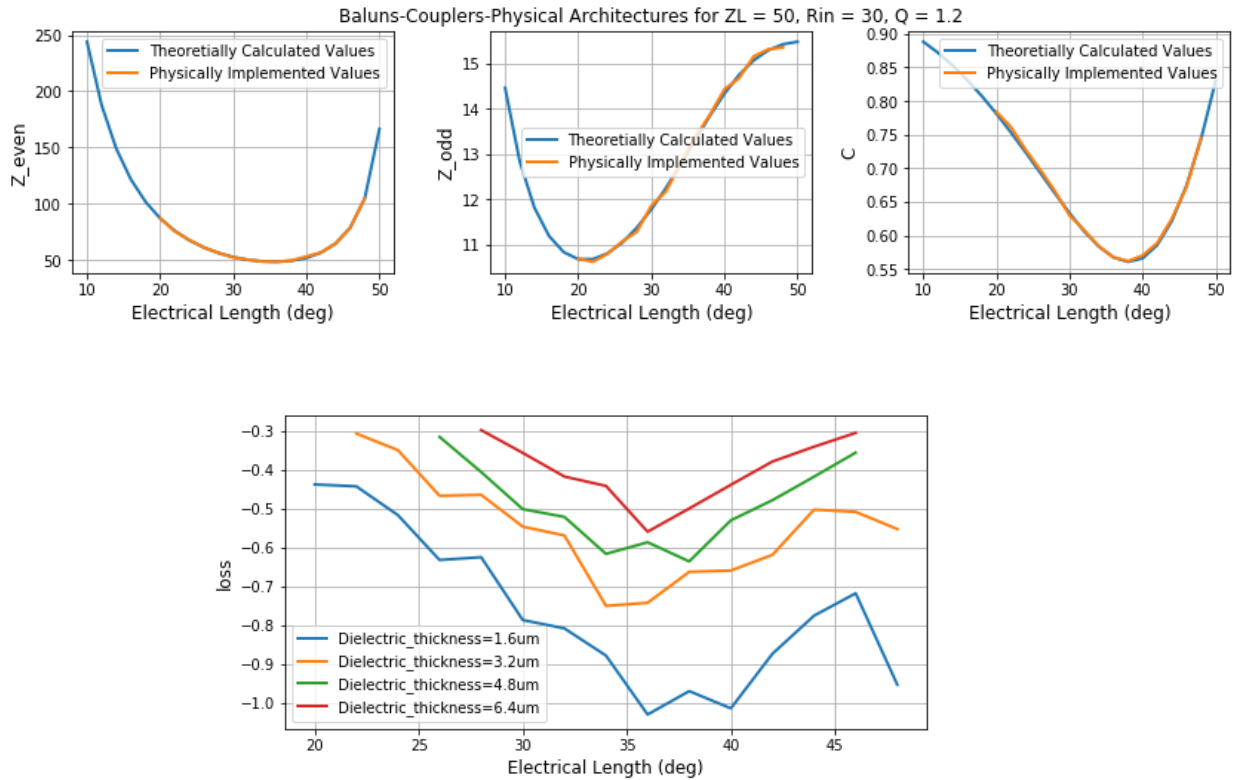 Baluns-Couplers-Physical Architectures for ZL = 50, Rin = 30, Q = 1.2
250
200
150
100
50
Z_even
Theoretially Calculated Values
Physically Implemented Values
10
20
30
40
50
Electrical Length (deg)
15
14
13
12
11
Z_odd
Theoretially Calculated Values
Physically Implemented Values
10
20
30
40
50
Electrical Length (deg)
0.90
0.85
0.80
0.75
0.70
0.65
0.60
0.55
C
Theoretially Calculated Values
Physically Implemented Values
10
20
30
40
50
Electrical Length (deg)
−0.3
−0.4
−0.5
−0.6
−0.7
−0.8
−0.9
−1.0
loss
Dielectric_thickness=1.6um
Dielectric_thickness=3.2um
Dielectric_thickness=4.8um
Dielectric_thickness=6.4um
20
25
30
35
40
45
Electrical Length (deg)